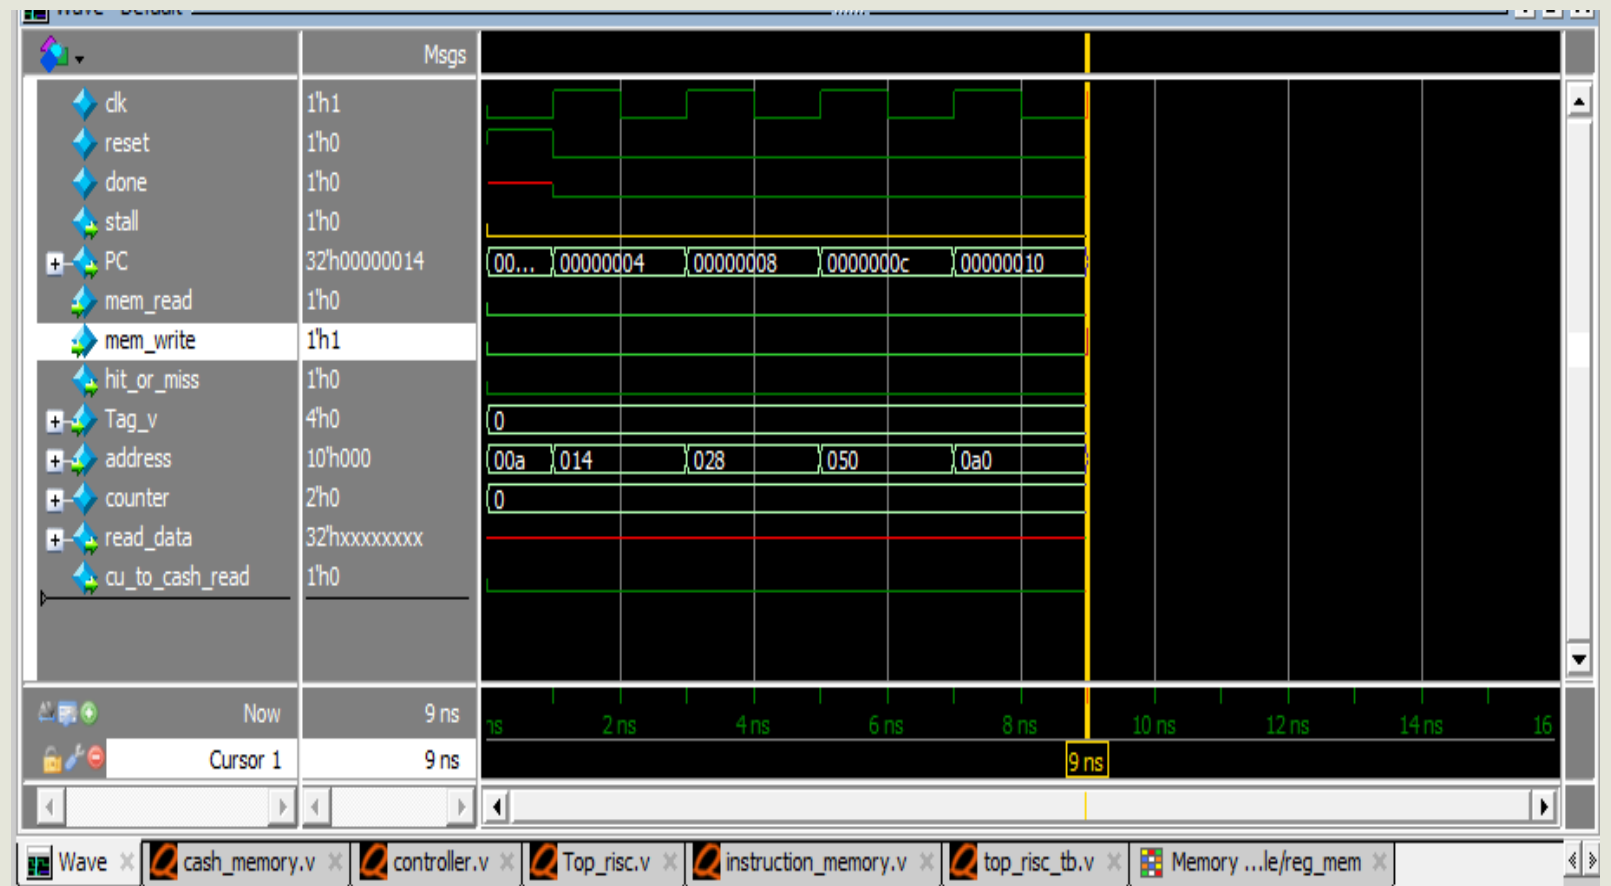 Wave - Default
Msgs
clk 1'h1
reset 1'h0
done 1'h0
stall 1'h0
PC 32'h00000014 00... 00000004 00000008 0000000c 00000010
mem_read 1'h0
mem_write 1'h1
hit_or_miss 1'h0
Tag_v 4'h0 0
address 10'h000 00a 014 028 050 0a0
counter 2'h0 0
read_data 32'hxxxxxxxx
cu_to_cash_read 1'h0
Now 9 ns ns 2 ns 4 ns 6 ns 8 ns 10 ns 12 ns 14 ns 16
Cursor 1 9 ns 9 ns
Wave cash_memory.v controller.v Top_risc.v instruction_memory.v top_risc_tb.v Memory ...le/reg_mem